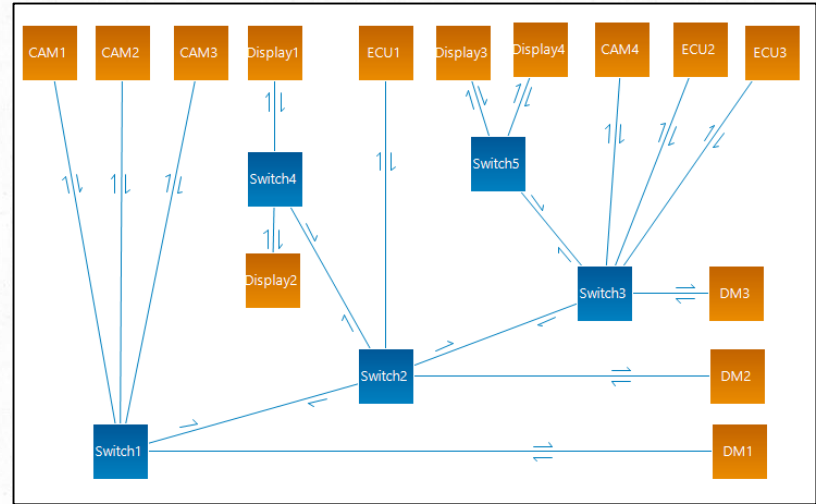 CAM1
CAM2
CAM3
Display1
ECU1
Display3
Display4
CAM4
ECU2
ECU3
Switch4
Switch5
Display2
Switch3
DM3
Switch2
DM2
Switch1
DM1